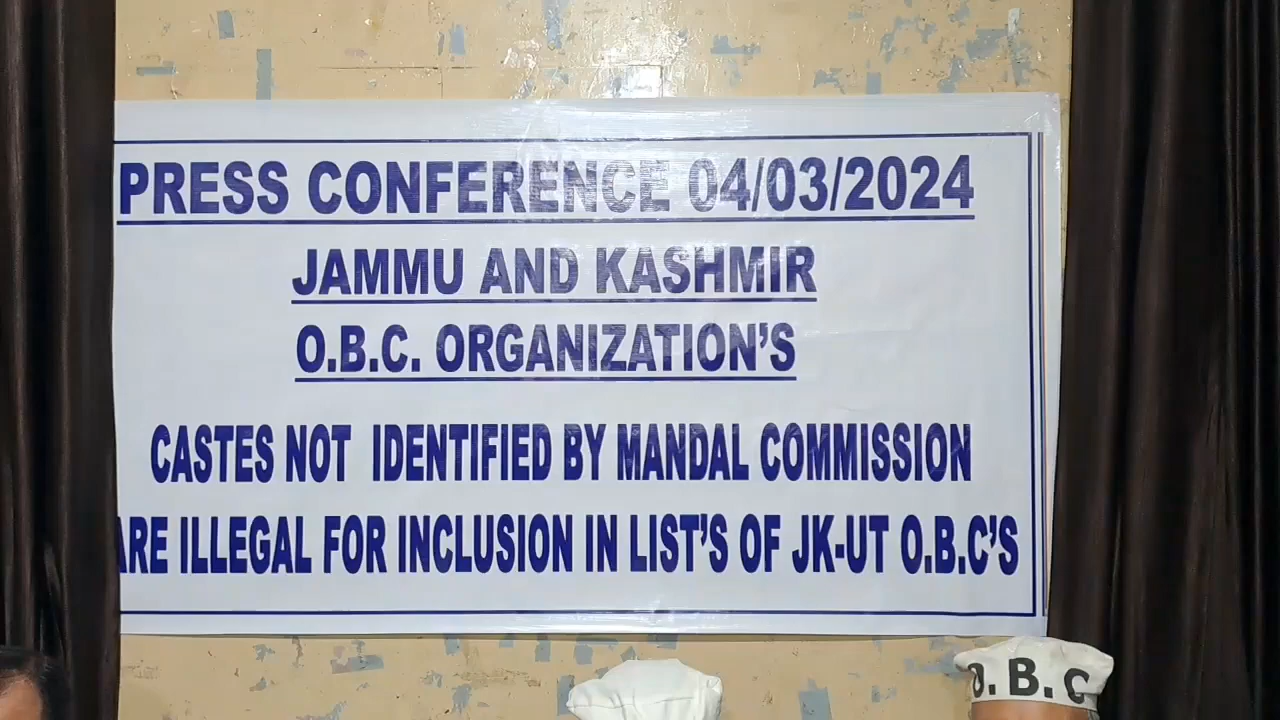 PRESS CONFERENCE 04/03/2024
JAMMU AND KASHMIR
O.B.C. ORGANIZATION'S
CASTES NOT IDENTIFIED BY MANDAL COMMISSION
ARE ILLEGAL FOR INCLUSION IN LIST'S OF JK-UT O.B.C'S
O.B.C